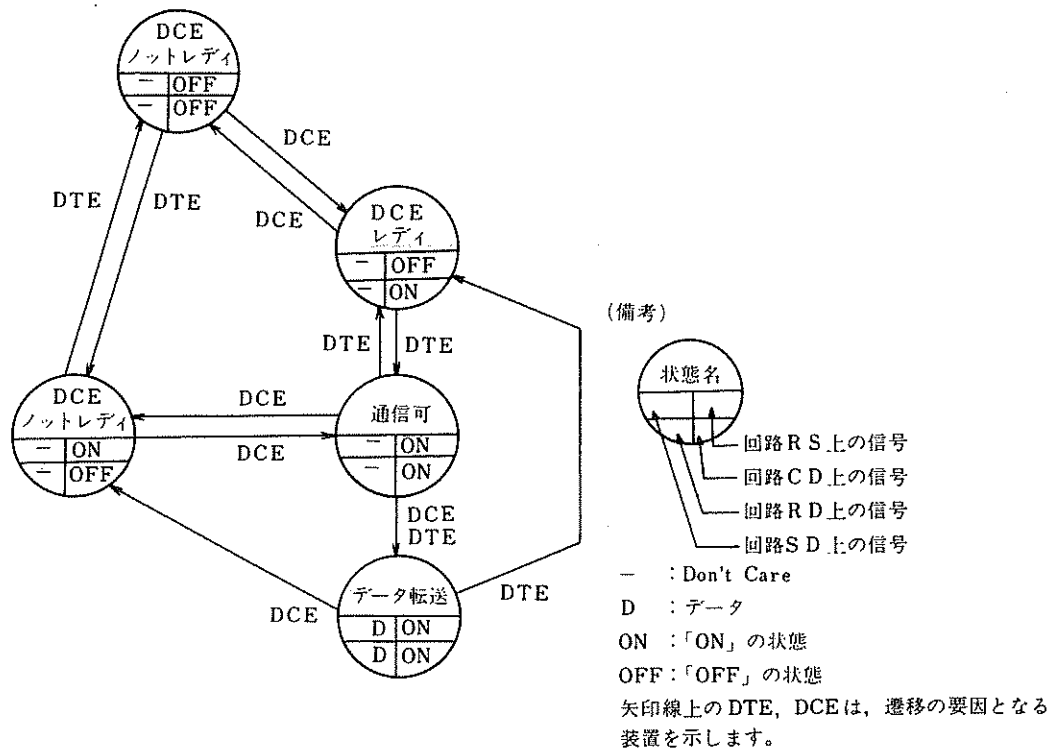 DCE
ノットレディ
－ OFF
－ OFF
DCE
DCE
DTE
DTE
DCE
レディ
－ OFF
－ ON
DTE
DTE
DCE
ノットレディ
－ ON
－ OFF
DCE
DCE
通信可
－ ON
－ ON
DCE
DTE
データ転送
D ON
D ON
DCE
DTE
(備考)
状態名
回路RS上の信号
回路CD上の信号
回路RD上の信号
回路SD上の信号
－ :Don't Care
D :データ
ON :「ON」の状態
OFF:「OFF」の状態
矢印線上のDTE, DCEは, 遷移の要因となる
装置を示します。